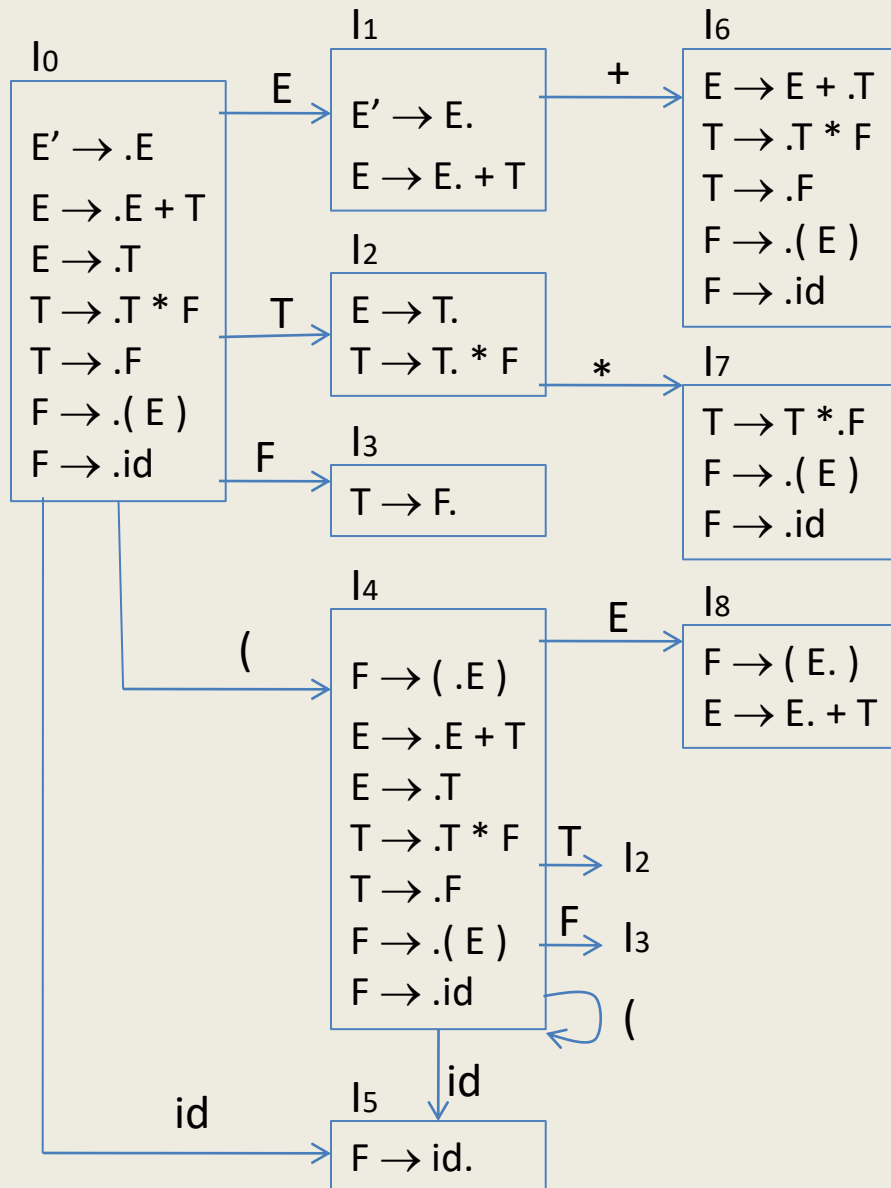 I0
E’ → .E
E → .E + T
E → .T
T → .T * F
T → .F
F → .( E )
F → .id
E
T
F
(
id
I1
E’ → E.
E → E. + T
+
I2
E → T.
T → T. * F
*
I3
T → F.
I4
F → ( .E )
E → .E + T
E → .T
T → .T * F
T → .F
F → .( E )
F → .id
E
T
I2
F
I3
(
id
I5
F → id.
I6
E → E + .T
T → .T * F
T → .F
F → .( E )
F → .id
I7
T → T *.F
F → .( E )
F → .id
I8
F → ( E. )
E → E. + T